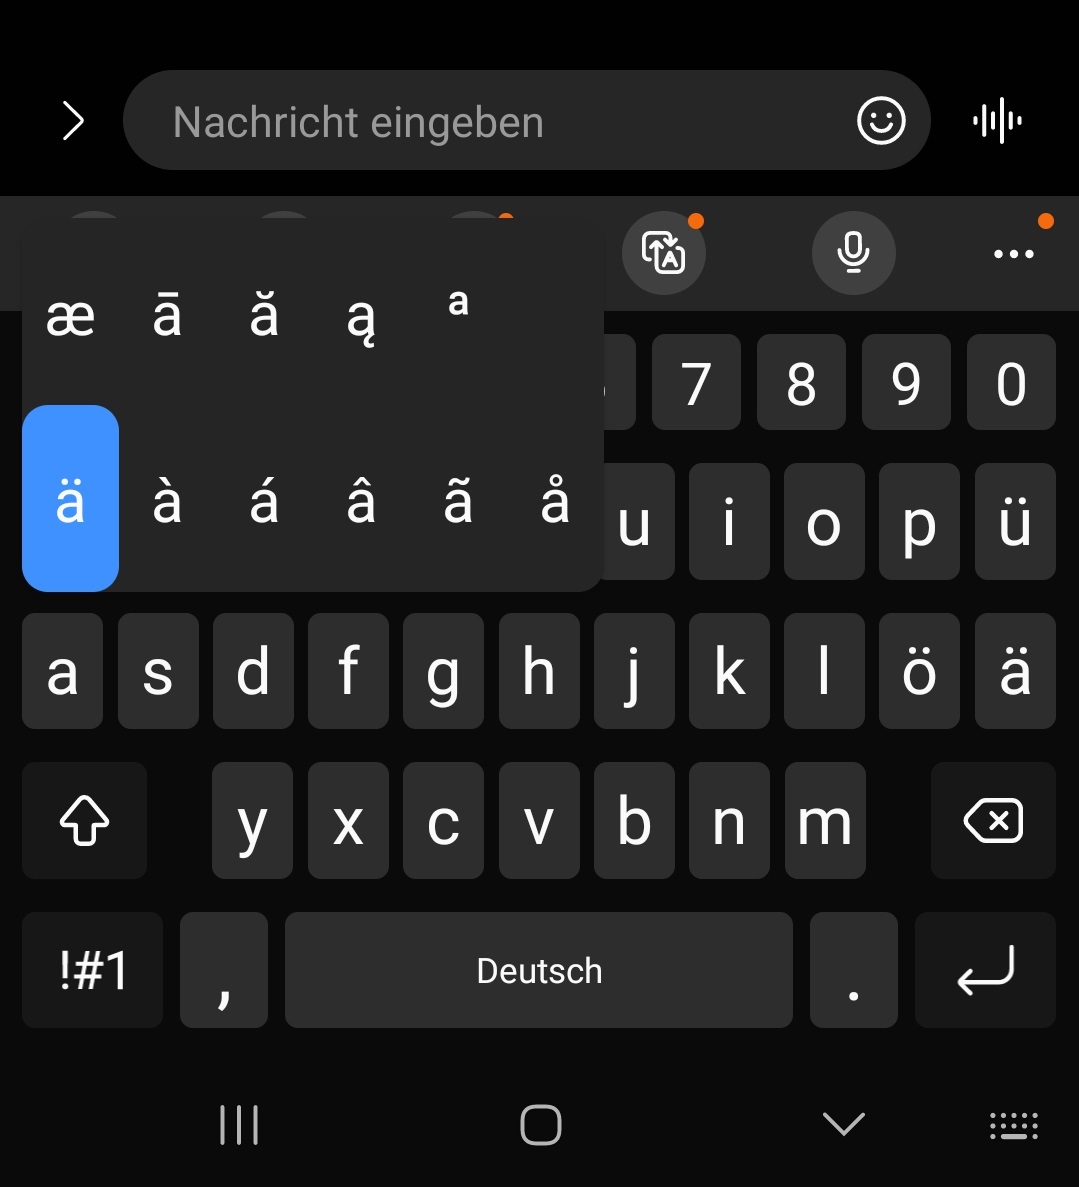 Nachricht eingeben
æ ā ă ą ª
7 8 9 0
ä à á â ã å
u i o p ü
a s d f g h j k l ö ä
y x c v b n m
!#1 , Deutsch .